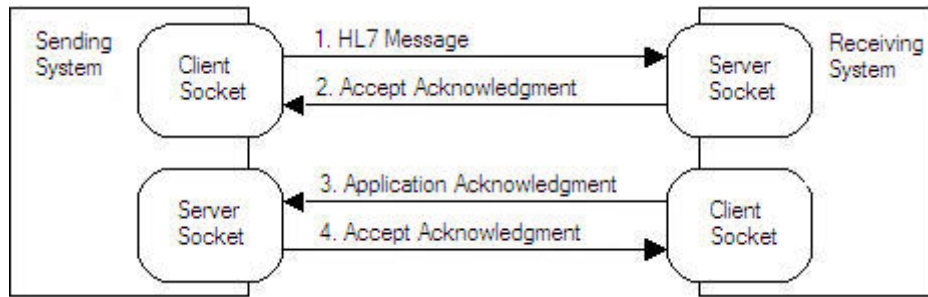 Sending
System
Client
Socket
1. HL7 Message
2. Accept Acknowledgment
Server
Socket
Receiving
System
Server
Socket
3. Application Acknowledgment
4. Accept Acknowledgment
Client
Socket